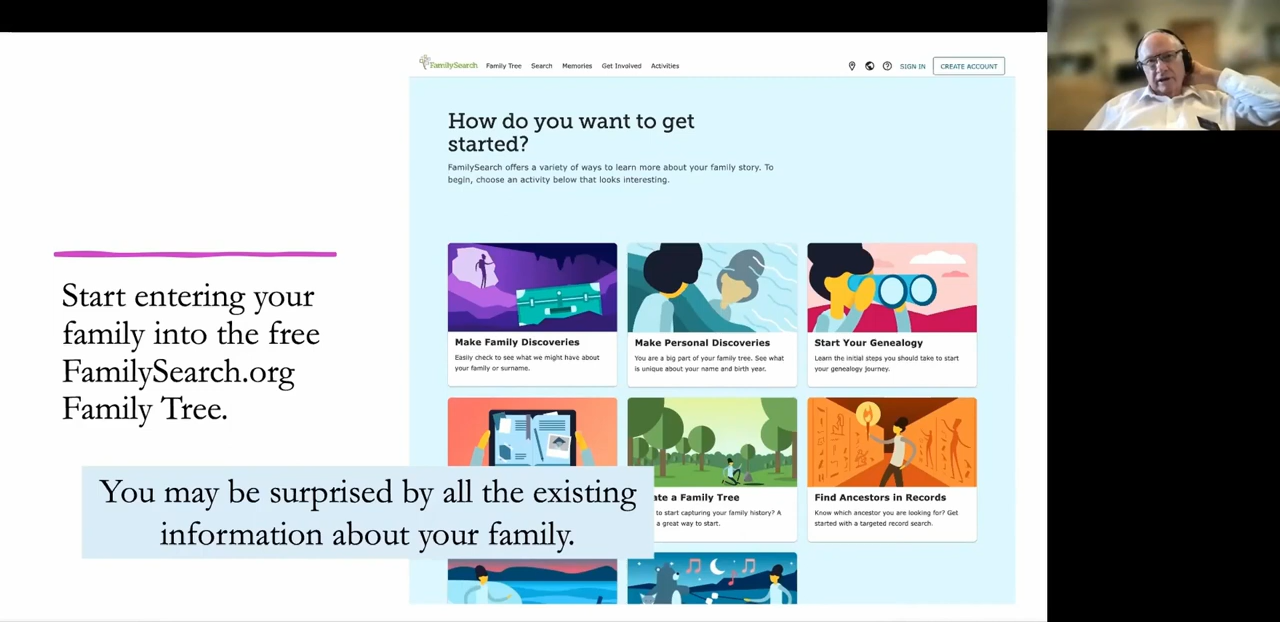 FamilySearch
Family Tree
Search
Memories
Get Involved
Activities
SIGN IN
CREATE ACCOUNT
How do you want to get
started?
FamilySearch offers a variety of ways to learn more about your family story. To
begin, choose an activity below that looks interesting.
Start entering your
family into the free
FamilySearch.org
Family Tree.
Make Family Discoveries
Easily check to see what we might have about
your family or surname.
Make Personal Discoveries
You are a big part of your family tree. See what
is unique about your name and birth year.
Start Your Genealogy
Learn the initial steps you should take to start
your genealogy journey.
You may be surprised by all the existing
information about your family.
ate a Family Tree
to start capturing your family history? A
a great way to start.
Find Ancestors in Records
Know which ancestor you are looking for? Get
started with a targeted record search.